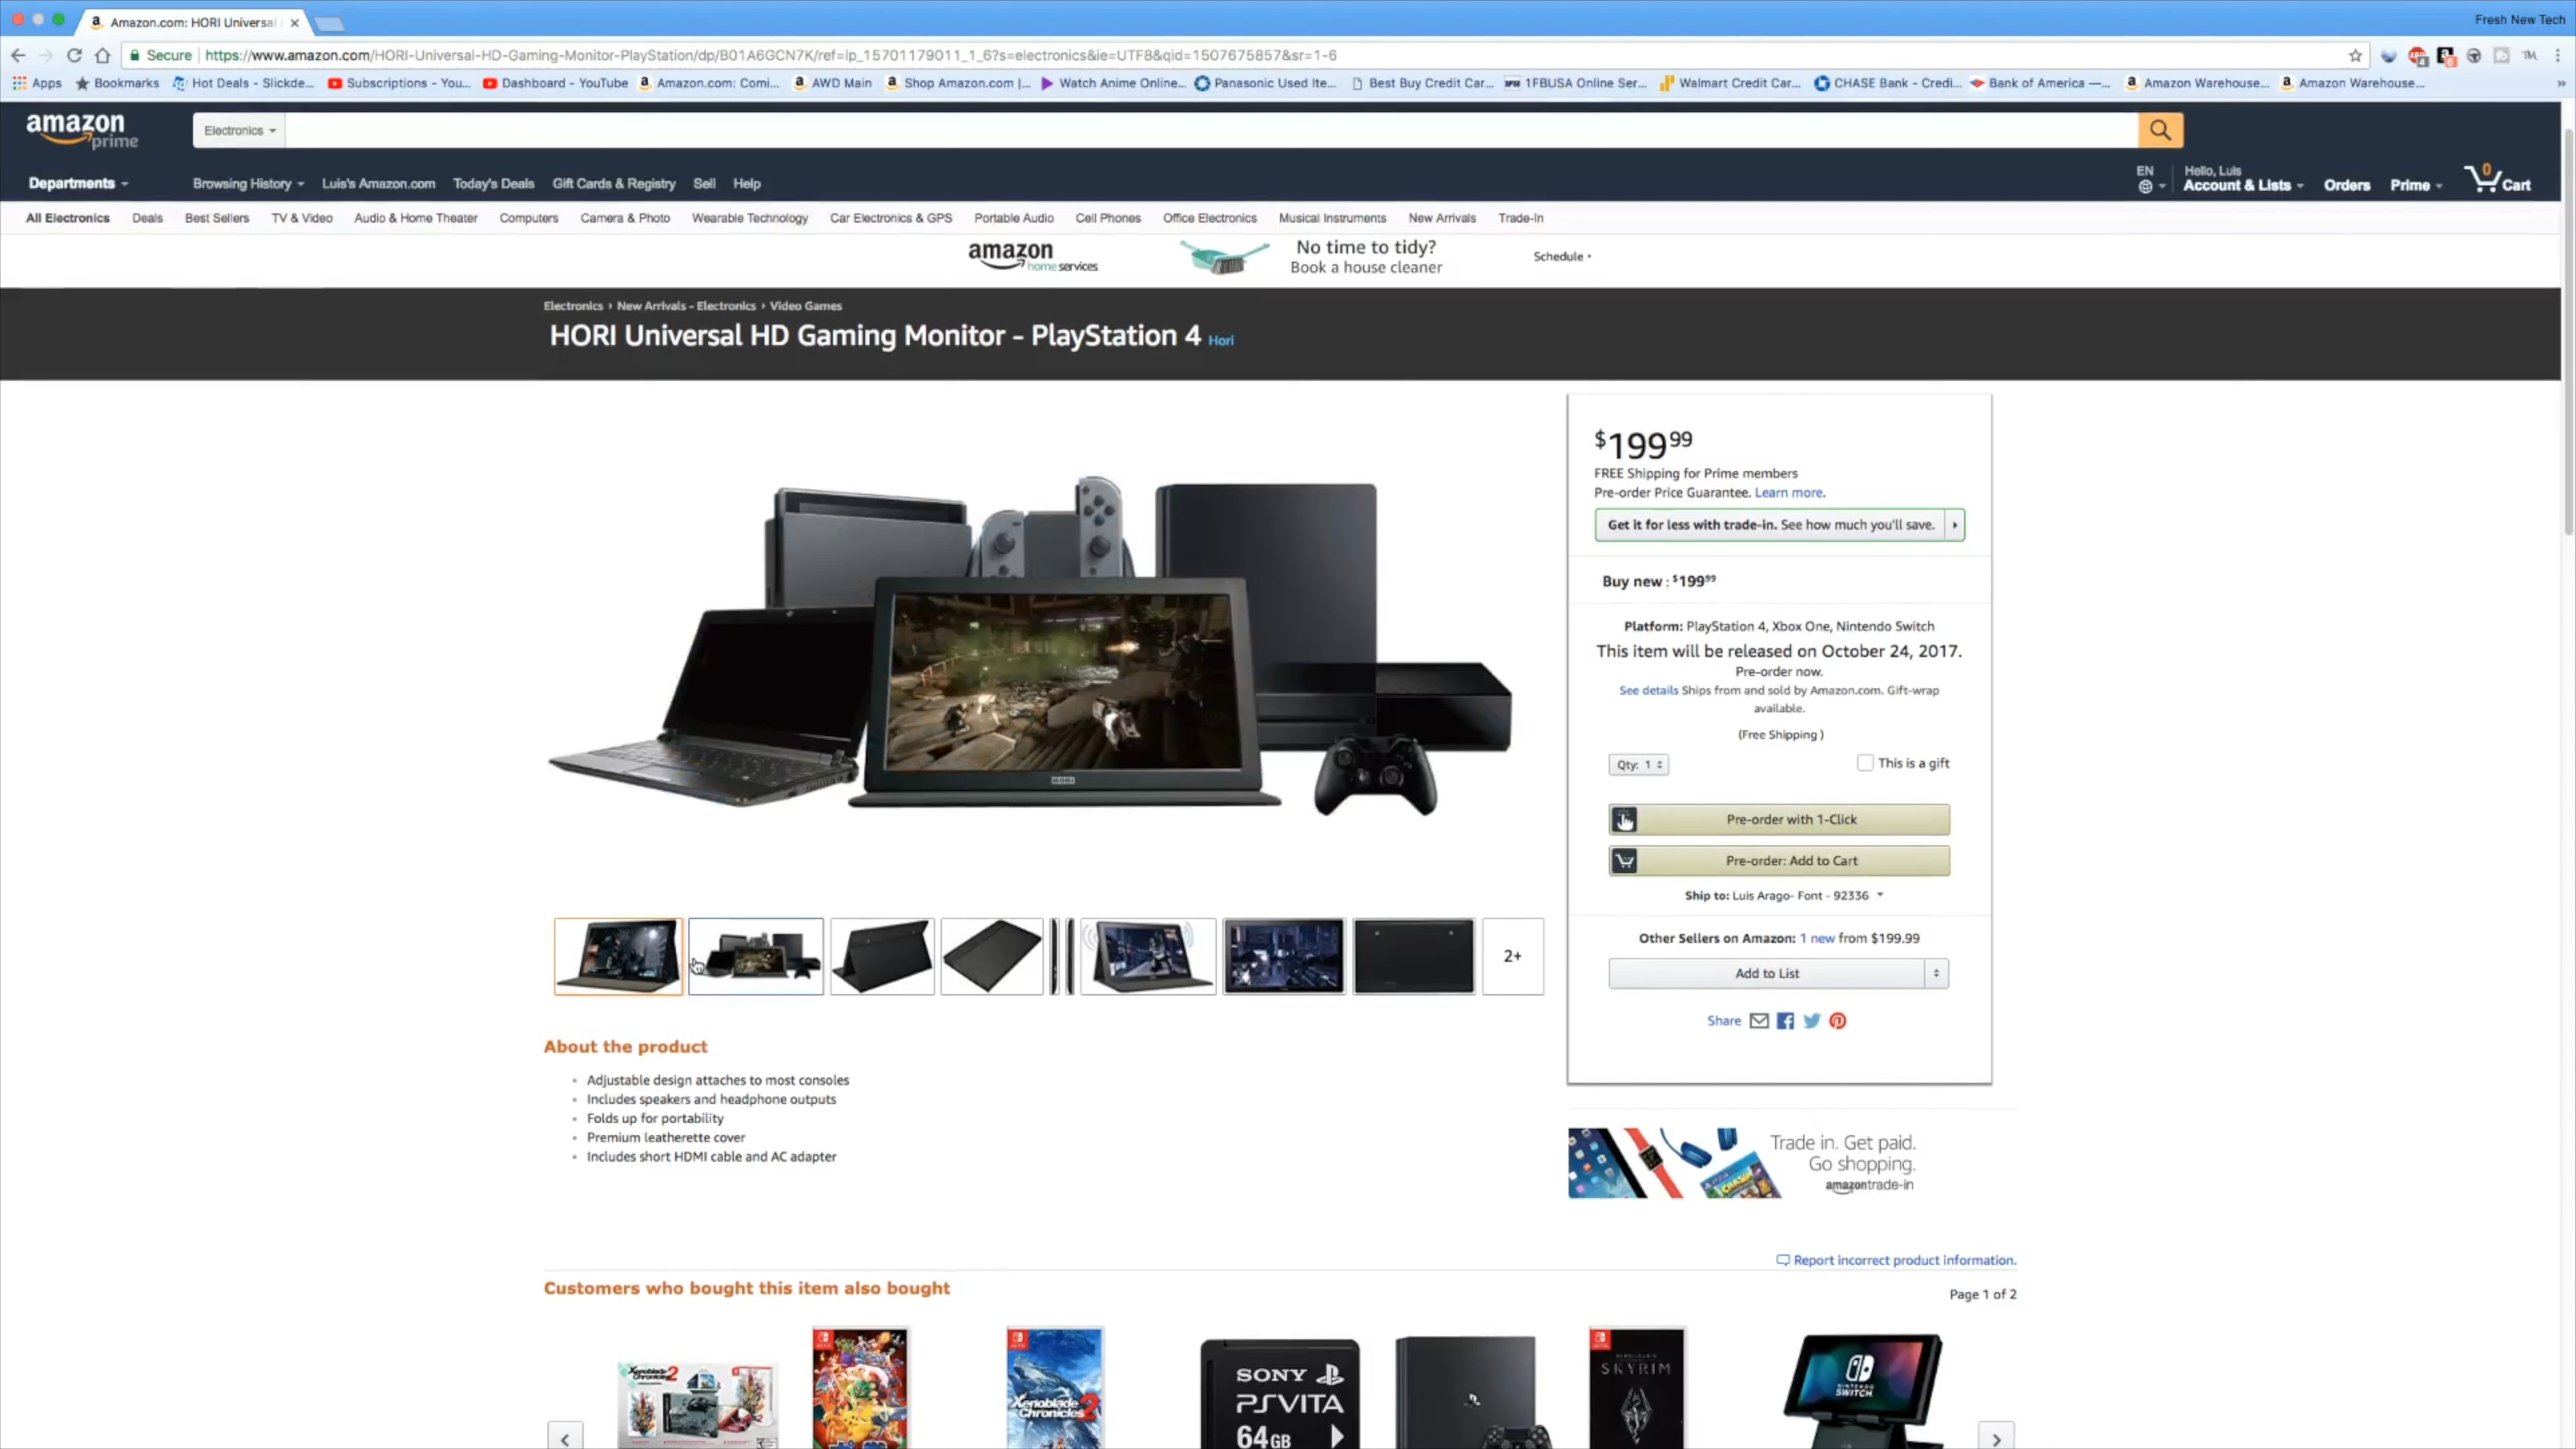 Amazon.com: HORI Universal
Fresh New Tech
Secure https://www.amazon.com/HORI-Universal-HD-Gaming-Monitor-PlayStation/dp/B01A6GCN7K/ref=lp_15701179011_1_6?s=electronics&ie=UTF8&qid=1507675857&sr=1-6
Apps Bookmarks Hot Deals - Slickde... Subscriptions - You... Dashboard - YouTube Amazon.com: Comi... AWD Main Shop Amazon.com |... Watch Anime Online... Panasonic Used Ite... Best Buy Credit Car... 1FBUSA Online Ser... Walmart Credit Car... CHASE Bank - Credi... Bank of America —... Amazon Warehouse... Amazon Warehouse...
amazon prime
Electronics
Departments Browsing History Luis's Amazon.com Today's Deals Gift Cards & Registry Sell Help
EN Hello, Luis
Account & Lists Orders Prime 0 Cart
All Electronics Deals Best Sellers TV & Video Audio & Home Theater Computers Camera & Photo Wearable Technology Car Electronics & GPS Portable Audio Cell Phones Office Electronics Musical Instruments New Arrivals Trade-In
amazon home services
No time to tidy?
Book a house cleaner
Schedule
Electronics › New Arrivals - Electronics › Video Games
HORI Universal HD Gaming Monitor - PlayStation 4 Hori
HORI
$199.99
FREE Shipping for Prime members
Pre-order Price Guarantee. Learn more.
Get it for less with trade-in. See how much you'll save.
Buy new : $199.99
Platform: PlayStation 4, Xbox One, Nintendo Switch
This item will be released on October 24, 2017.
Pre-order now.
See details Ships from and sold by Amazon.com. Gift-wrap
available.
(Free Shipping )
Qty: 1
This is a gift
Pre-order with 1-Click
Pre-order: Add to Cart
Ship to: Luis Arago- Font - 92336
Other Sellers on Amazon: 1 new from $199.99
Add to List
Share
2+
About the product
Adjustable design attaches to most consoles
Includes speakers and headphone outputs
Folds up for portability
Premium leatherette cover
Includes short HDMI cable and AC adapter
Trade in. Get paid.
Go shopping.
amazontrade-in
Report incorrect product information.
Customers who bought this item also bought
Page 1 of 2
Xenoblade Chronicles 2
Xenoblade Chronicles 2
SONY
PSVITA
64GB
SKYRIM
NINTENDO
SWITCH